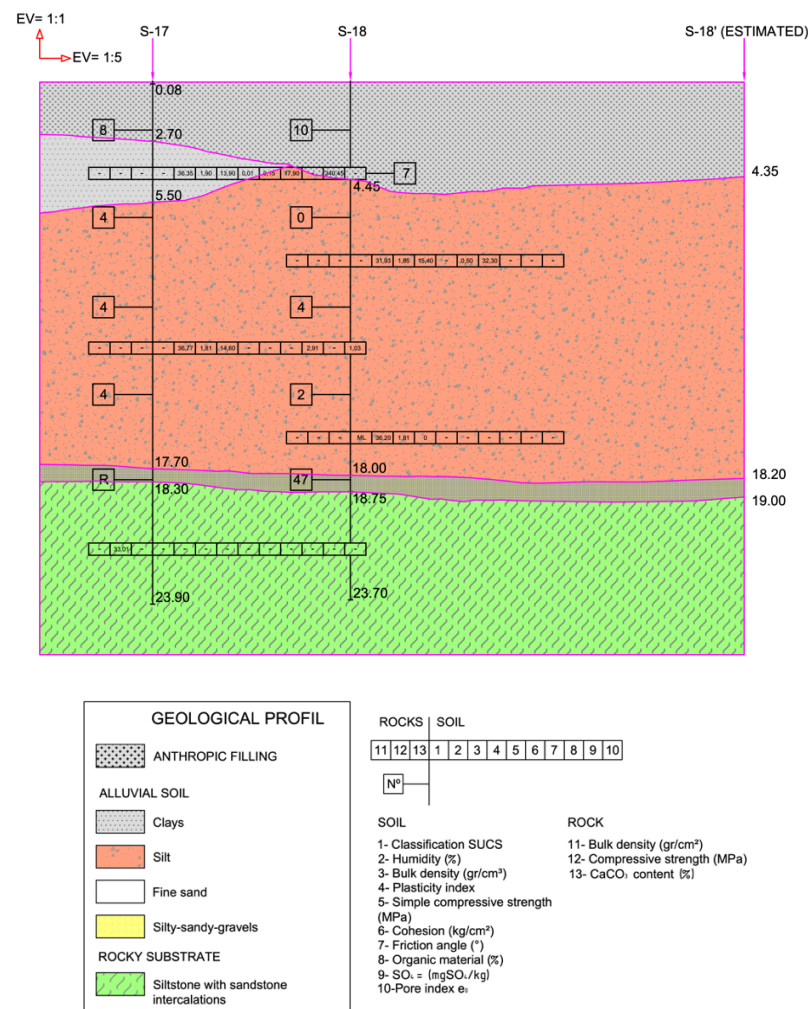 EV= 1:1
EV= 1:5
S-17
S-18
S-18' (ESTIMATED)
0.08
8
10
2.70
- - - - 36,35 1,90 13,90 0,01 0,15 17,90 - 240,45 -
7
4.35
4.45
5.50
4
0
- - - - 31,93 1,85 15,40 - 0,50 32,30 - - -
4
4
- - - - 36,77 1,81 14,60 - - - 2,91 - 1,03
4
2
- - - ML 36,20 1,81 0 - - - - - -
17.70
18.00
18.20
R
47
18.30
18.75
19.00
- 33,01 - - - - - - - - - - -
23.90
23.70
GEOLOGICAL PROFIL
ANTHROPIC FILLING
ALLUVIAL SOIL
Clays
Silt
Fine sand
Silty-sandy-gravels
ROCKY SUBSTRATE
Siltstone with sandstone
intercalations
ROCKS SOIL
11 12 13 1 2 3 4 5 6 7 8 9 10
Nº
SOIL
1- Classification SUCS
2- Humidity (%)
3- Bulk density (gr/cm³)
4- Plasticity index
5- Simple compressive strength
(MPa)
6- Cohesion (kg/cm²)
7- Friction angle (°)
8- Organic material (%)
9- SO₄ = (mgSO₄/kg)
10-Pore index e₀
ROCK
11- Bulk density (gr/cm²)
12- Compressive strength (MPa)
13- CaCO₃ content (%)